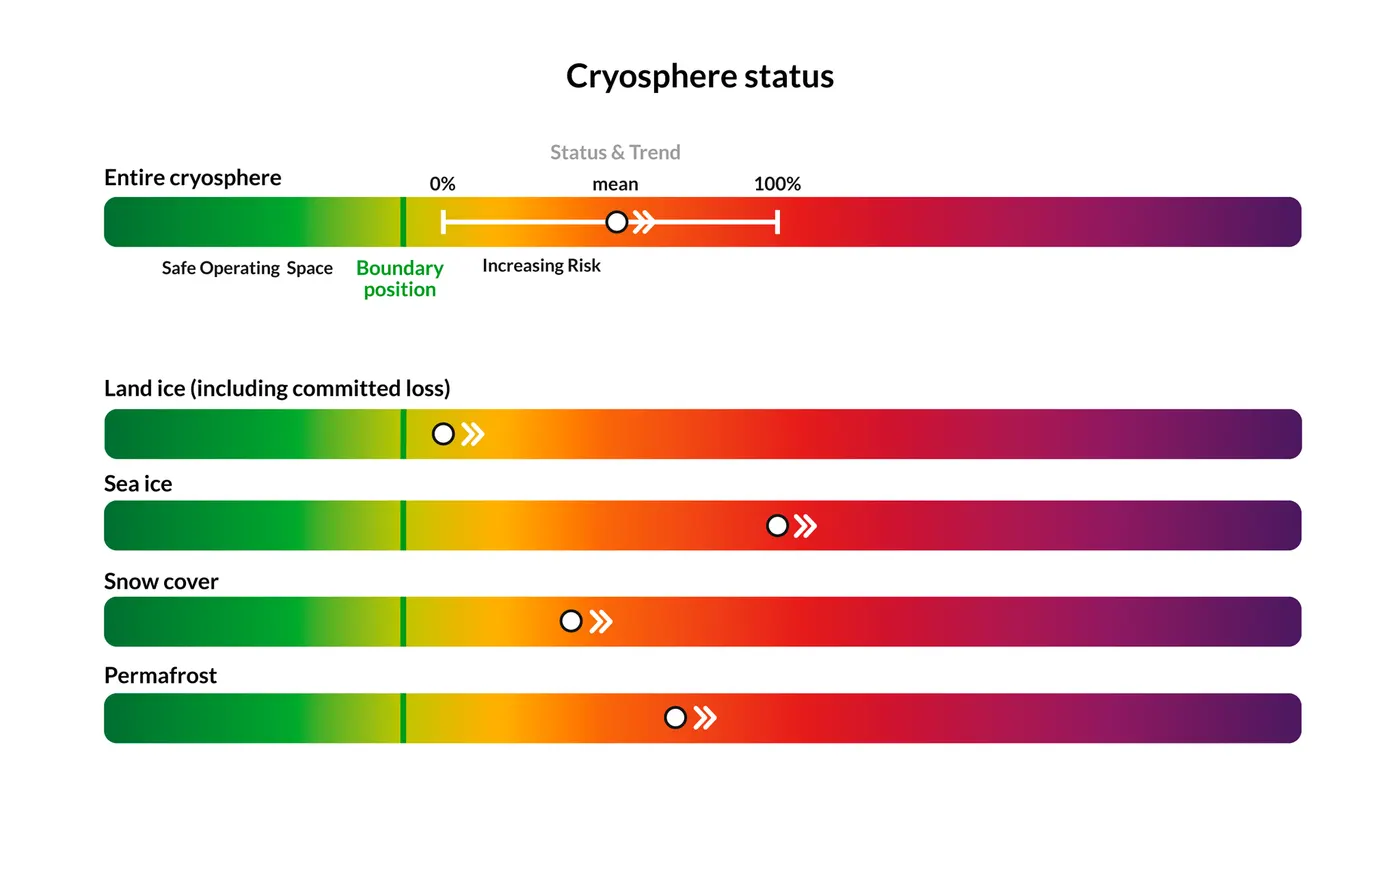 Cryosphere status
Status & Trend
Entire cryosphere
0% mean 100%
Safe Operating Space
Boundary
position
Increasing Risk
Land ice (including committed loss)
Sea ice
Snow cover
Permafrost